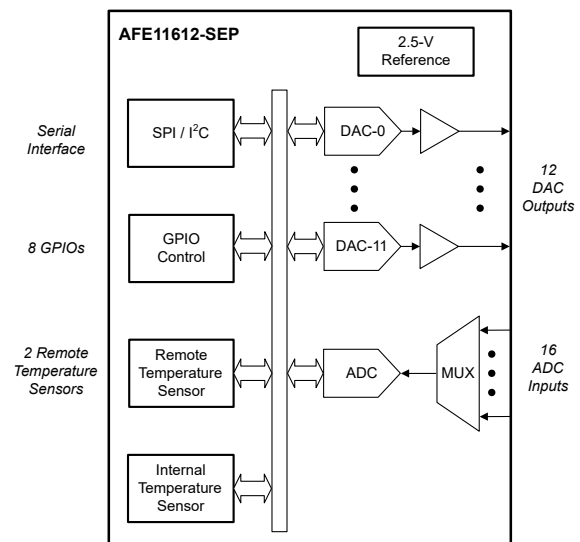 AFE11612-SEP
2.5-V
Reference
Serial
Interface
SPI / I²C
DAC-0
12
DAC
Outputs
8 GPIOs
GPIO
Control
DAC-11
2 Remote
Temperature
Sensors
Remote
Temperature
Sensor
ADC
MUX
16
ADC
Inputs
Internal
Temperature
Sensor